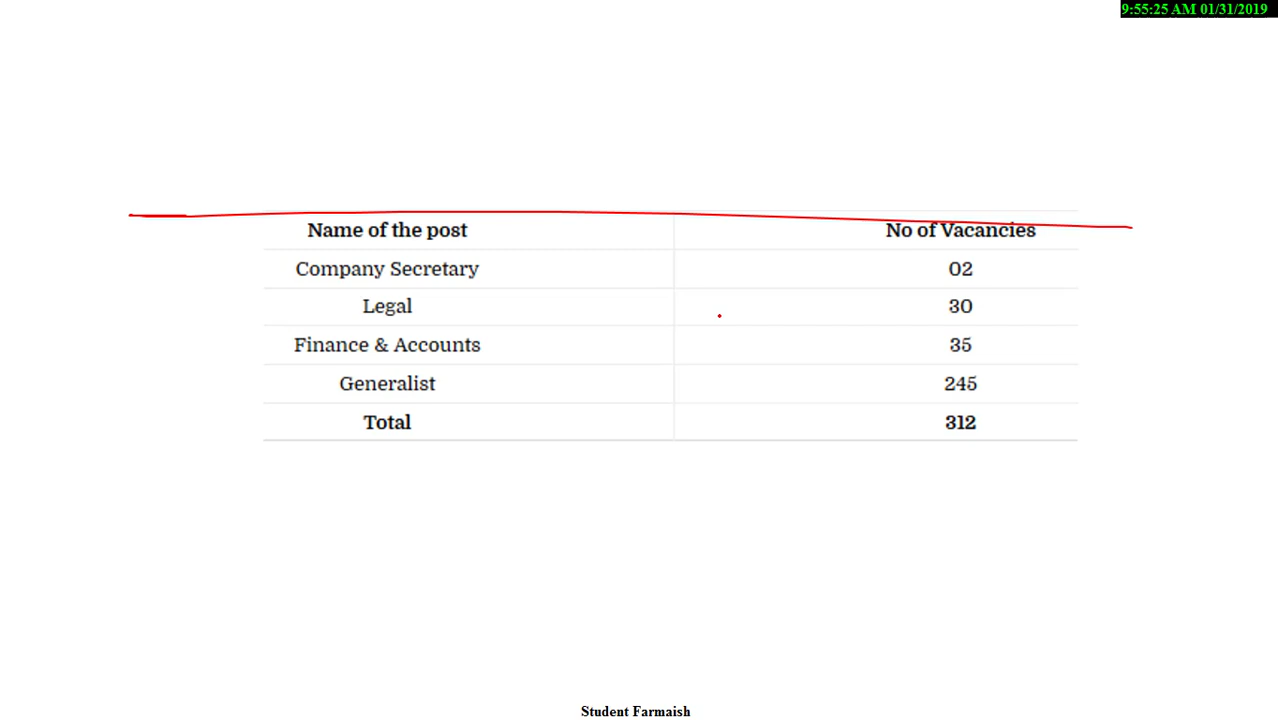 9:55:25 AM 01/31/2019
Name of the post No of Vacancies
Company Secretary 02
Legal 30
Finance & Accounts 35
Generalist 245
Total 312
Student Farmaish